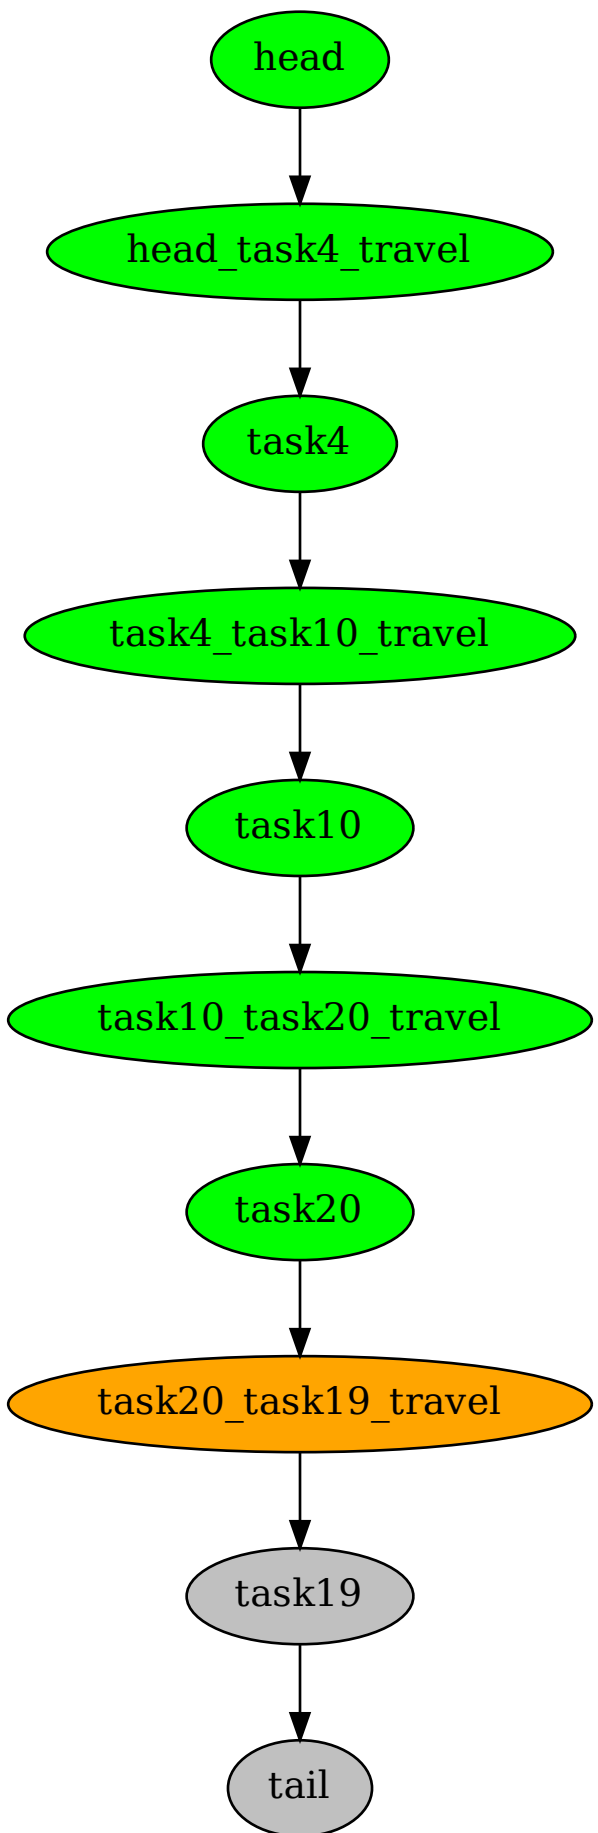 head
head_task4_travel
task4
task4_task10_travel
task10
task10_task20_travel
task20
task20_task19_travel
task19
tail